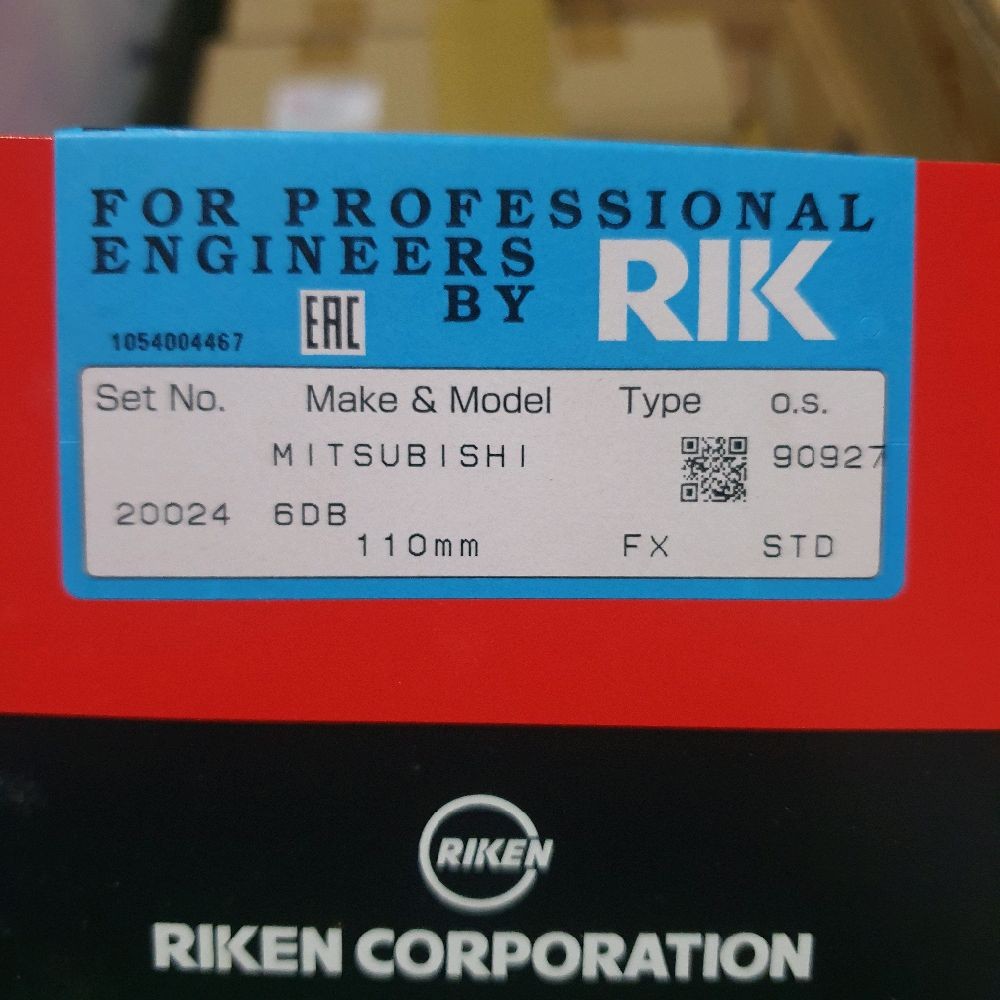 FOR PROFESSIONAL
ENGINEERS
BY RIK
1054004467 EAC
Set No. Make & Model Type o.s.
MITSUBISHI 90927
20024 6DB
110mm FX STD
RIKEN
RIKEN CORPORATION